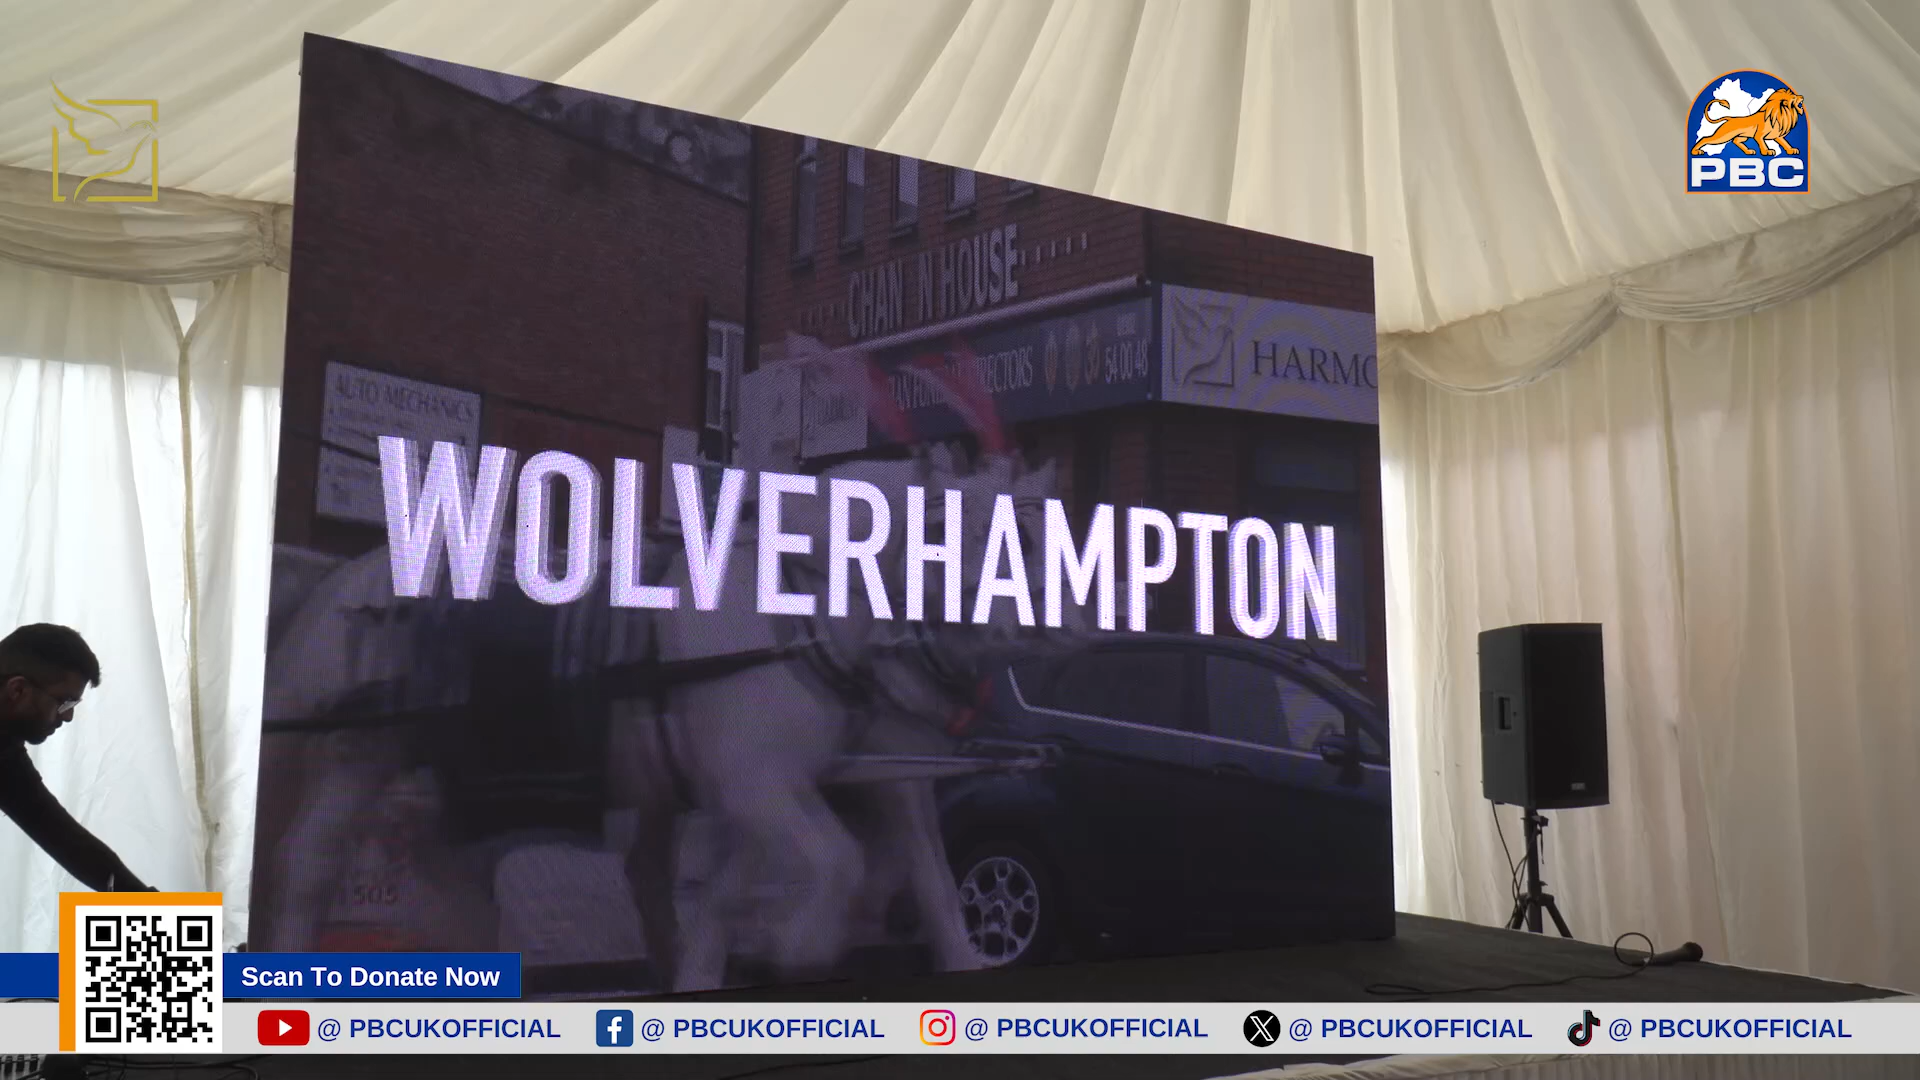 PBC
CHAN N HOUSE
54 00 48
HARMO
AUTO MECHANICS
WOLVERHAMPTON
1505
Scan To Donate Now
@ PBCUKOFFICIAL
@ PBCUKOFFICIAL
@ PBCUKOFFICIAL
@ PBCUKOFFICIAL
@ PBCUKOFFICIAL